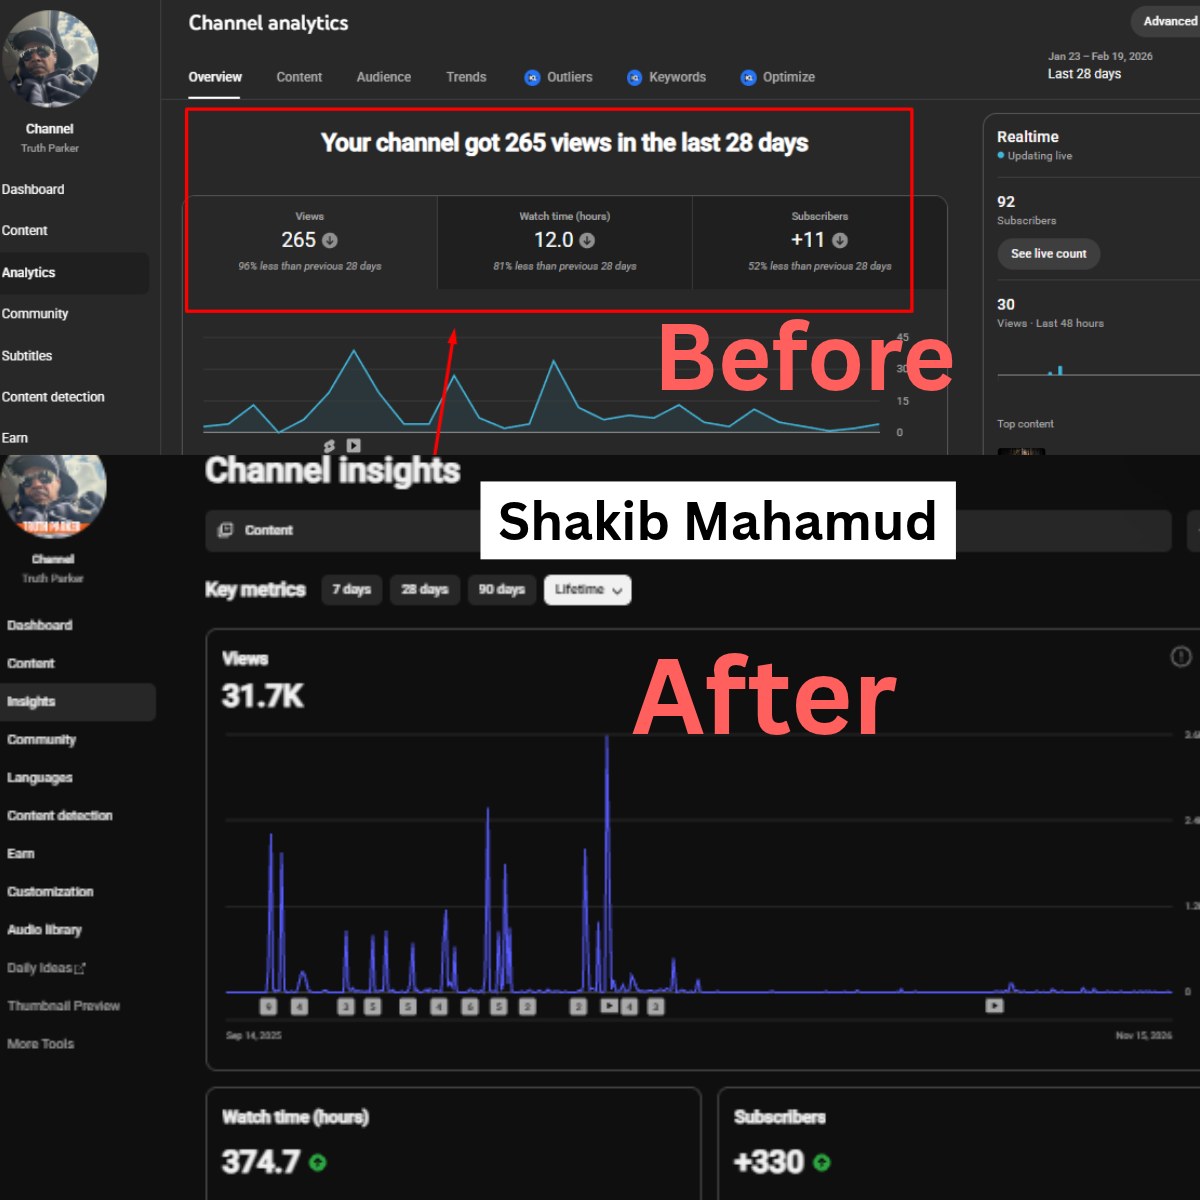 Channel analytics
Advanced
Jan 23 – Feb 19, 2026
Last 28 days
Overview
Content
Audience
Trends
Outliers
Keywords
Optimize
Channel
Truth Parker
Dashboard
Content
Analytics
Community
Subtitles
Content detection
Earn
Your channel got 265 views in the last 28 days
Views
265
96% less than previous 28 days
Watch time (hours)
12.0
81% less than previous 28 days
Subscribers
+11
52% less than previous 28 days
Before
45
30
15
0
Realtime
Updating live
92
Subscribers
See live count
30
Views · Last 48 hours
Top content
Channel insights
Shakib Mahamud
TRUTH PARKER
Channel
Truth Parker
Dashboard
Content
Insights
Community
Languages
Content detection
Earn
Customization
Audio library
Daily Ideas
Thumbnail Preview
More Tools
Content
Key metrics
7 days
28 days
90 days
Lifetime
Views
31.7K
After
0
Sep 14, 2025
Nov 15, 2026
Watch time (hours)
374.7
Subscribers
+330